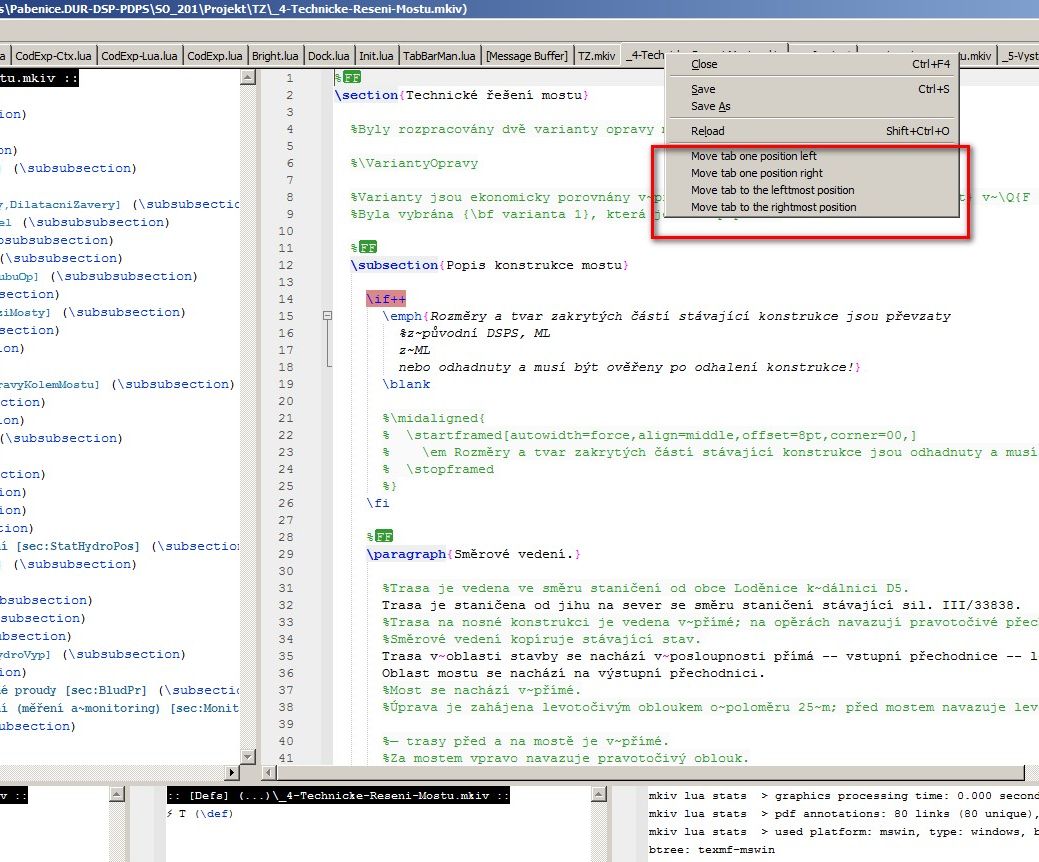 s\Pabenice.DUR-DSP-PDPS\SO_201\Projekt\TZ\_4-Technicke-Reseni-Mostu.mkiv)
CodExp-Ctx.lua CodExp-Lua.lua CodExp.lua Bright.lua Dock.lua Init.lua TabBarMan.lua [Message Buffer] TZ.mkiv
Close Ctrl+F4
Save Ctrl+S
Save As
Reload Shift+Ctrl+O
Move tab one position left
Move tab one position right
Move tab to the lefttmost position
Move tab to the rightmost position
tu.mkiv ::
ion)
on)
(\subsubsection)
,DilatacniZavery] (\subsubsectio
el (\subsubsection)
bsubsection)
(\subsubsection)
ubuOp] (\subsubsubsection)
section)
ziMosty] (\subsubsection)
section)
on)
ravyKolemMostu] (\subsubsection)
ction)
on)
(\subsubsection)
ction)
ion)
ion)
tion)
í [sec:StatHydroPos] (\subsection
(\subsubsection)
bsubsection)
subsection)
ubsection)
ydroVyp] (\subsubsection)
ion)
é proudy [sec:BludPr] (\subsectio
í (měření a~monitoring) [sec:Monit
ubsection)
1 %FF
2 \section{Technické řešení mostu}
3
4 %Byly rozpracovány dvě varianty opravy
5
6 %\VariantyOpravy
7
8 %Varianty jsou ekonomicky porovnány v~p v~\Q{F
9 %Byla vybrána {\bf varianta 1}, která
10
11 %FF
12 \subsection{Popis konstrukce mostu}
13
14 \if++
15 \emph{Rozměry a tvar zakrytých částí stávající konstrukce jsou převzaty
16 %z~původní DSPS, ML
17 z~ML
18 nebo odhadnuty a musí být ověřeny po odhalení konstrukce!}
19 \blank
20
21 %\midaligned{
22 % \startframed[autowidth=force,align=middle,offset=8pt,corner=00,]
23 % \em Rozměry a tvar zakrytých částí stávající konstrukce jsou odhadnuty a musí
24 % \stopframed
25 %}
26 \fi
27
28 %FF
29 \paragraph{Směrové vedení.}
30
31 %Trasa je vedena ve směru staničení od obce Loděnice k~dálnici D5.
32 Trasa je staničena od jihu na sever se směru staničení stávající sil. III/33838.
33 %Trasa na nosné konstrukci je vedena v~přímé; na opěrách navazují pravotočivé přech
34 %Směrové vedení kopíruje stávající stav.
35 Trasa v~oblasti stavby se nachází v~posloupnosti přímá -- vstupní přechodnice -- l
36 Oblast mostu se nachází na výstupní přechodnici.
37 %Most se nachází v~přímé.
38 %Úprava je zahájena levotočivým obloukem o~poloměru 25~m; před mostem navazuje lev
39
40 %— trasy před a na mostě je v~přímé.
41 %Za mostem vpravo navazuje pravotočivý oblouk.
v ::
:: [Defs] (...)\_4-Technicke-Reseni-Mostu.mkiv ::
T (\def)
mkiv lua stats > graphics processing time: 0.000 second
mkiv lua stats > pdf annotations: 80 links (80 unique),
mkiv lua stats > used platform: mswin, type: windows, b
btree: texmf-mswin